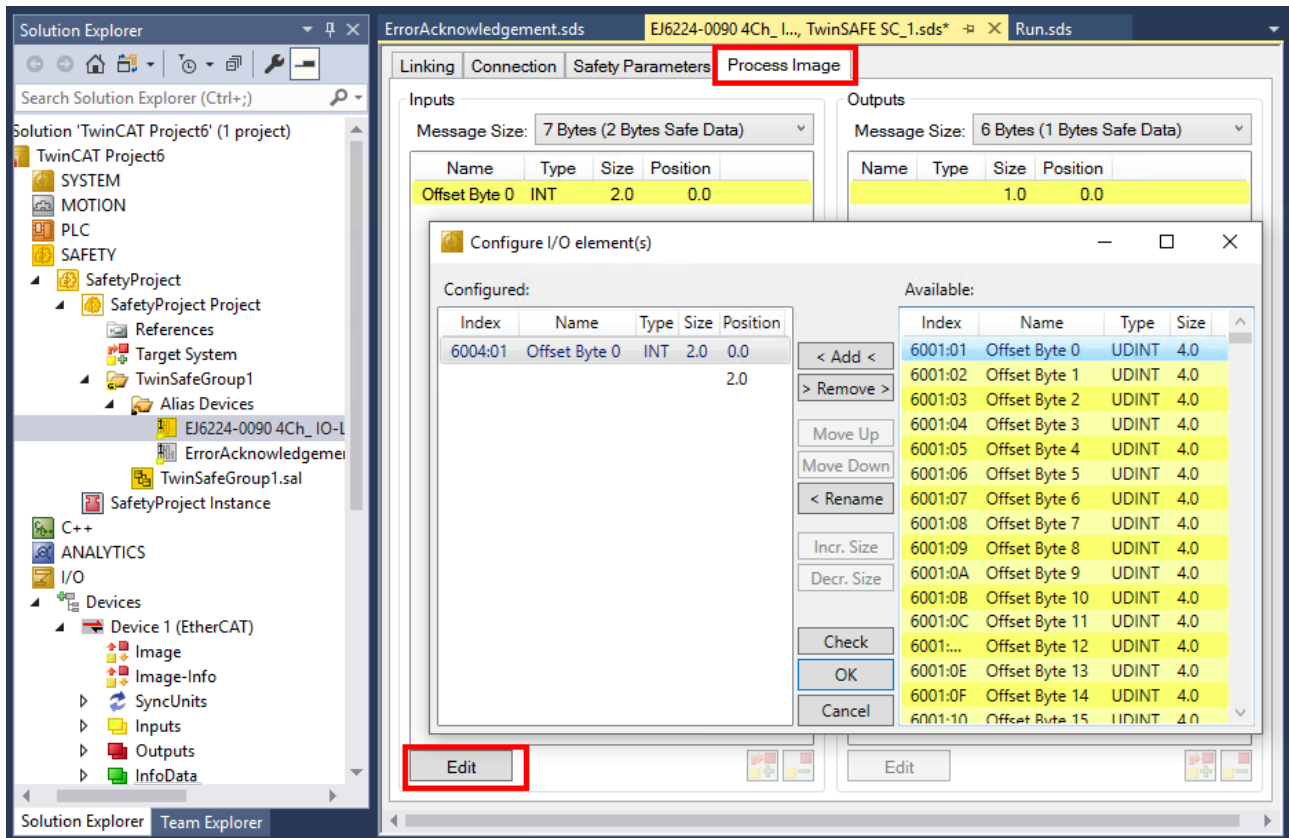 Solution Explorer
Search Solution Explorer (Ctrl+;)
Solution 'TwinCAT Project6' (1 project)
TwinCAT Project6
SYSTEM
MOTION
PLC
SAFETY
SafetyProject
SafetyProject Project
References
Target System
TwinSafeGroup1
Alias Devices
EJ6224-0090 4Ch_ IO-L
ErrorAcknowledgemer
TwinSafeGroup1.sal
SafetyProject Instance
C++
ANALYTICS
I/O
Devices
Device 1 (EtherCAT)
Image
Image-Info
SyncUnits
Inputs
Outputs
InfoData
Solution Explorer Team Explorer
ErrorAcknowledgement.sds EJ6224-0090 4Ch_ I..., TwinSAFE SC_1.sds* Run.sds
Linking Connection Safety Parameters Process Image
Inputs
Message Size: 7 Bytes (2 Bytes Safe Data)
Name Type Size Position
Offset Byte 0 INT 2.0 0.0
Outputs
Message Size: 6 Bytes (1 Bytes Safe Data)
Name Type Size Position
1.0 0.0
Configure I/O element(s)
Configured:
Index Name Type Size Position
6004:01 Offset Byte 0 INT 2.0 0.0
2.0
< Add <
> Remove >
Move Up
Move Down
< Rename
Incr. Size
Decr. Size
Check
OK
Cancel
Available:
Index Name Type Size
6001:01 Offset Byte 0 UDINT 4.0
6001:02 Offset Byte 1 UDINT 4.0
6001:03 Offset Byte 2 UDINT 4.0
6001:04 Offset Byte 3 UDINT 4.0
6001:05 Offset Byte 4 UDINT 4.0
6001:06 Offset Byte 5 UDINT 4.0
6001:07 Offset Byte 6 UDINT 4.0
6001:08 Offset Byte 7 UDINT 4.0
6001:09 Offset Byte 8 UDINT 4.0
6001:0A Offset Byte 9 UDINT 4.0
6001:0B Offset Byte 10 UDINT 4.0
6001:0C Offset Byte 11 UDINT 4.0
6001:... Offset Byte 12 UDINT 4.0
6001:0E Offset Byte 13 UDINT 4.0
6001:0F Offset Byte 14 UDINT 4.0
6001:10 Offset Byte 15 UDINT 4.0
Edit
Edit